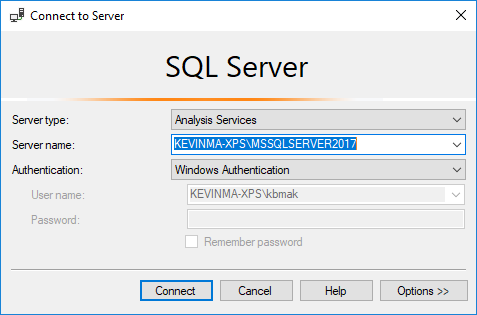 Connect to Server
SQL Server
Server type: Analysis Services
Server name: KEVINMA-XPS\MSSQLSERVER2017
Authentication: Windows Authentication
User name: KEVINMA-XPS\kbmak
Password:
Remember password
Connect Cancel Help Options >>